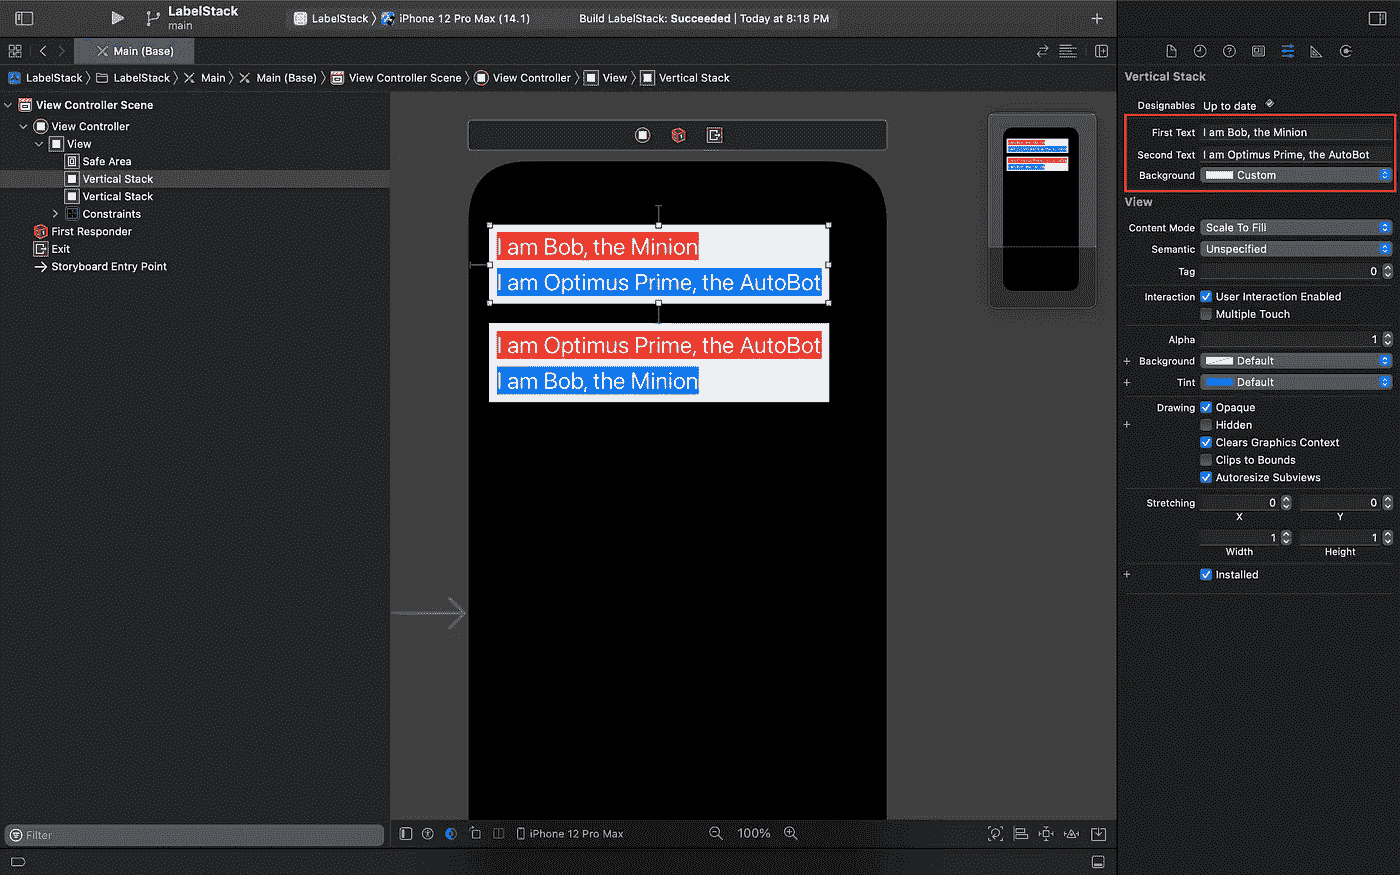 LabelStack
main
LabelStack
iPhone 12 Pro Max (14.1)
Build LabelStack: Succeeded | Today at 8:18 PM
Main (Base)
LabelStack
LabelStack
Main
Main (Base)
View Controller Scene
View Controller
View
Vertical Stack
View Controller Scene
View Controller
View
Safe Area
Vertical Stack
Vertical Stack
Constraints
First Responder
Exit
Storyboard Entry Point
Filter
I am Bob, the Minion
I am Optimus Prime, the AutoBot
I am Optimus Prime, the AutoBot
I am Bob, the Minion
iPhone 12 Pro Max
100%
Vertical Stack
Designables Up to date
First Text I am Bob, the Minion
Second Text I am Optimus Prime, the AutoBot
Background Custom
View
Content Mode Scale To Fill
Semantic Unspecified
Tag 0
Interaction User Interaction Enabled
Multiple Touch
Alpha 1
+ Background Default
+ Tint Default
Drawing Opaque
+ Hidden
Clears Graphics Context
Clips to Bounds
Autoresize Subviews
Stretching 0 0
X Y
1 1
Width Height
+ Installed